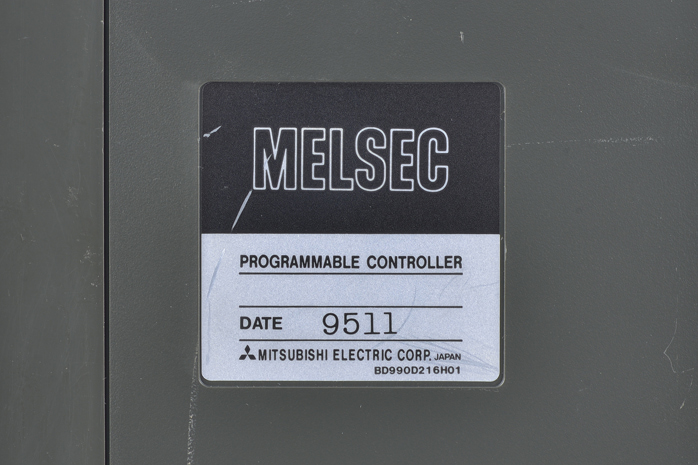 MELSEC
PROGRAMMABLE CONTROLLER
DATE 9511
MITSUBISHI ELECTRIC CORP. JAPAN
BD990D216H01